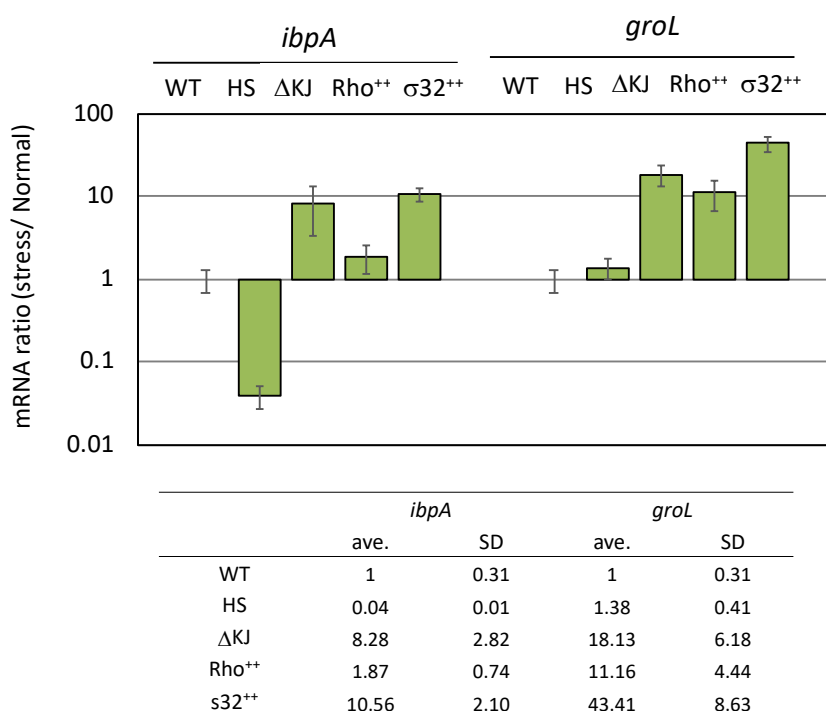 ibpA groL
WT HS ΔKJ Rho⁺⁺ σ32⁺⁺ WT HS ΔKJ Rho⁺⁺ σ32⁺⁺
mRNA ratio (stress/ Normal)
100
10
1
0.1
0.01
ibpA groL
ave. SD ave. SD
WT 1 0.31 1 0.31
HS 0.04 0.01 1.38 0.41
ΔKJ 8.28 2.82 18.13 6.18
Rho⁺⁺ 1.87 0.74 11.16 4.44
s32⁺⁺ 10.56 2.10 43.41 8.63